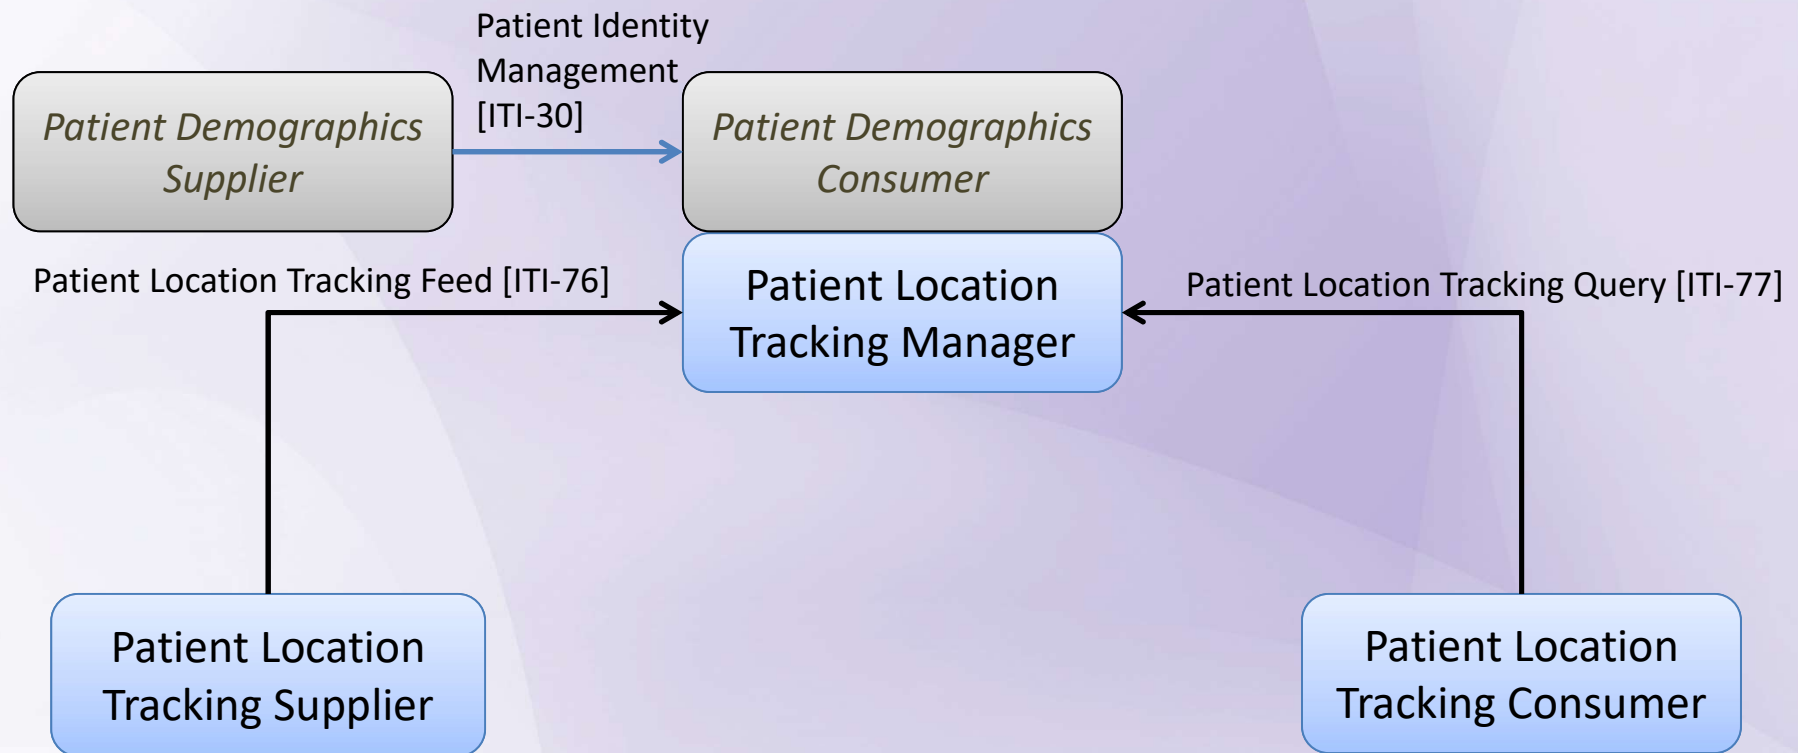 Patient Identity
Management
[ITI-30]
Patient Demographics
Supplier
Patient Demographics
Consumer
Patient Location Tracking Feed [ITI-76]
Patient Location
Tracking Manager
Patient Location Tracking Query [ITI-77]
Patient Location
Tracking Supplier
Patient Location
Tracking Consumer